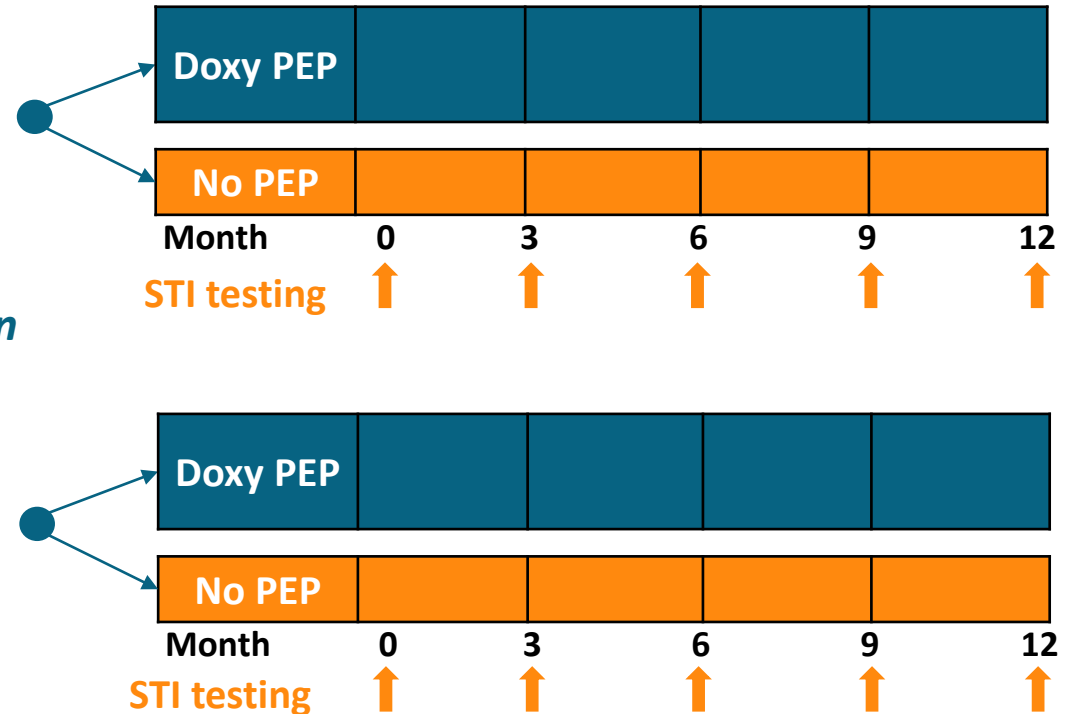 Doxy PEP
No PEP
Month 0 3 6 9 12
STI testing
n
Doxy PEP
No PEP
Month 0 3 6 9 12
STI testing